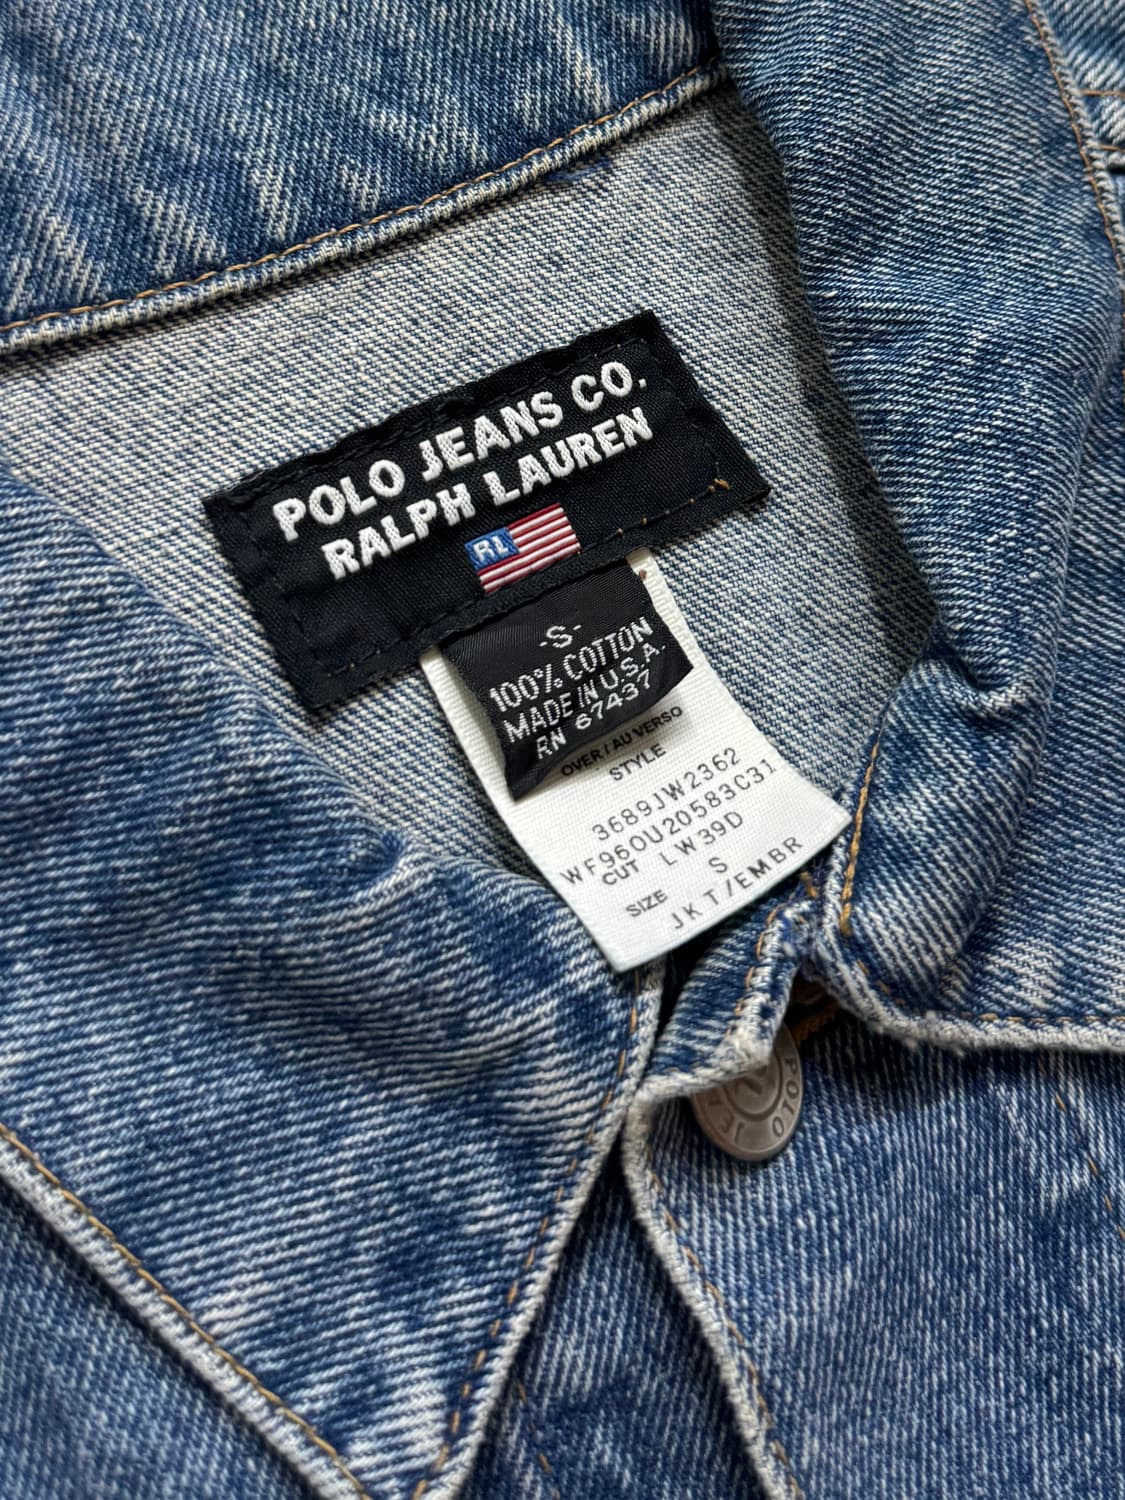 POLO JEANS CO.
RALPH LAUREN
RL
-S-
100% COTTON
MADE IN U.S.A.
RN 67437
OVER / AU VERSO
STYLE
3689JW2362
WF960U20583C31
CUT LW39D
SIZE S
JKT/EMBR
POLO